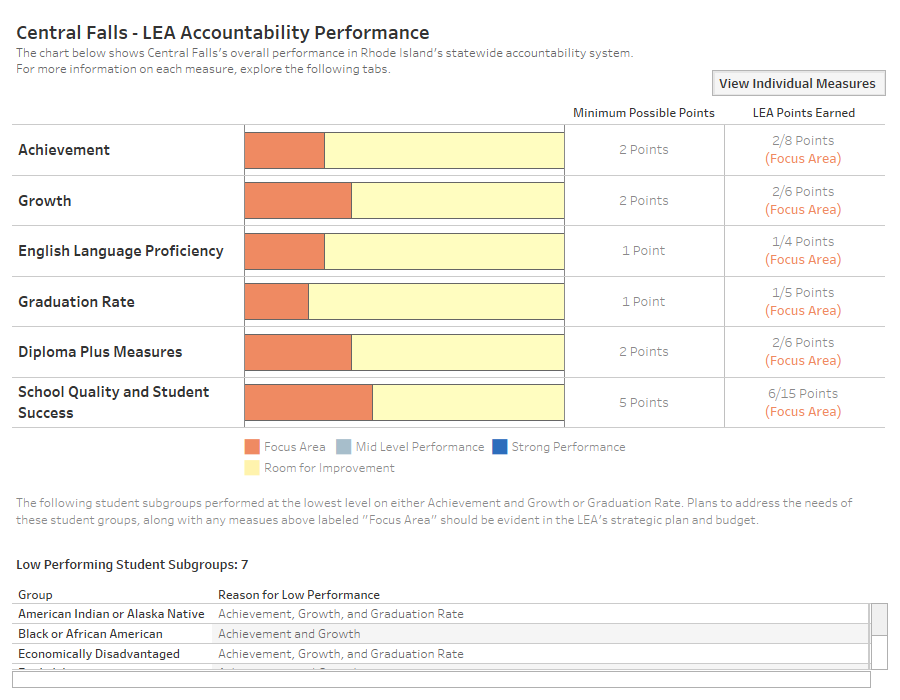 Central Falls - LEA Accountability Performance
The chart below shows Central Falls's overall performance in Rhode Island's statewide accountability system.
For more information on each measure, explore the following tabs.
View Individual Measures
Minimum Possible Points
LEA Points Earned
Achievement
2 Points
2/8 Points
(Focus Area)
Growth
2 Points
2/6 Points
(Focus Area)
English Language Proficiency
1 Point
1/4 Points
(Focus Area)
Graduation Rate
1 Point
1/5 Points
(Focus Area)
Diploma Plus Measures
2 Points
2/6 Points
(Focus Area)
School Quality and Student
Success
5 Points
6/15 Points
(Focus Area)
Focus Area Mid Level Performance Strong Performance
Room for Improvement
The following student subgroups performed at the lowest level on either Achievement and Growth or Graduation Rate. Plans to address the needs of
these student groups, along with any measues above labeled "Focus Area" should be evident in the LEA's strategic plan and budget.
Low Performing Student Subgroups: 7
Group Reason for Low Performance
American Indian or Alaska Native Achievement, Growth, and Graduation Rate
Black or African American Achievement and Growth
Economically Disadvantaged Achievement, Growth, and Graduation Rate